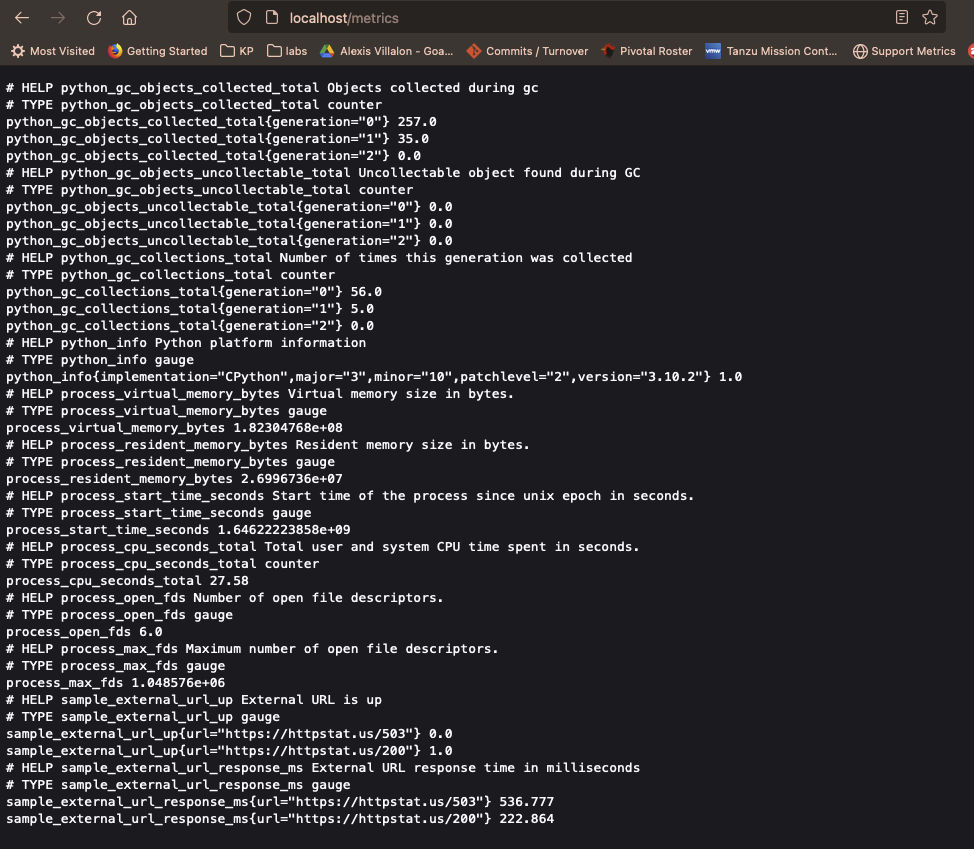 localhost/metrics
Most Visited Getting Started KP labs Alexis Villalon - Goa... Commits / Turnover Pivotal Roster vmw Tanzu Mission Cont... Support Metrics
# HELP python_gc_objects_collected_total Objects collected during gc
# TYPE python_gc_objects_collected_total counter
python_gc_objects_collected_total{generation="0"} 257.0
python_gc_objects_collected_total{generation="1"} 35.0
python_gc_objects_collected_total{generation="2"} 0.0
# HELP python_gc_objects_uncollectable_total Uncollectable object found during GC
# TYPE python_gc_objects_uncollectable_total counter
python_gc_objects_uncollectable_total{generation="0"} 0.0
python_gc_objects_uncollectable_total{generation="1"} 0.0
python_gc_objects_uncollectable_total{generation="2"} 0.0
# HELP python_gc_collections_total Number of times this generation was collected
# TYPE python_gc_collections_total counter
python_gc_collections_total{generation="0"} 56.0
python_gc_collections_total{generation="1"} 5.0
python_gc_collections_total{generation="2"} 0.0
# HELP python_info Python platform information
# TYPE python_info gauge
python_info{implementation="CPython",major="3",minor="10",patchlevel="2",version="3.10.2"} 1.0
# HELP process_virtual_memory_bytes Virtual memory size in bytes.
# TYPE process_virtual_memory_bytes gauge
process_virtual_memory_bytes 1.82304768e+08
# HELP process_resident_memory_bytes Resident memory size in bytes.
# TYPE process_resident_memory_bytes gauge
process_resident_memory_bytes 2.6996736e+07
# HELP process_start_time_seconds Start time of the process since unix epoch in seconds.
# TYPE process_start_time_seconds gauge
process_start_time_seconds 1.64622223858e+09
# HELP process_cpu_seconds_total Total user and system CPU time spent in seconds.
# TYPE process_cpu_seconds_total counter
process_cpu_seconds_total 27.58
# HELP process_open_fds Number of open file descriptors.
# TYPE process_open_fds gauge
process_open_fds 6.0
# HELP process_max_fds Maximum number of open file descriptors.
# TYPE process_max_fds gauge
process_max_fds 1.048576e+06
# HELP sample_external_url_up External URL is up
# TYPE sample_external_url_up gauge
sample_external_url_up{url="https://httpstat.us/503"} 0.0
sample_external_url_up{url="https://httpstat.us/200"} 1.0
# HELP sample_external_url_response_ms External URL response time in milliseconds
# TYPE sample_external_url_response_ms gauge
sample_external_url_response_ms{url="https://httpstat.us/503"} 536.777
sample_external_url_response_ms{url="https://httpstat.us/200"} 222.864